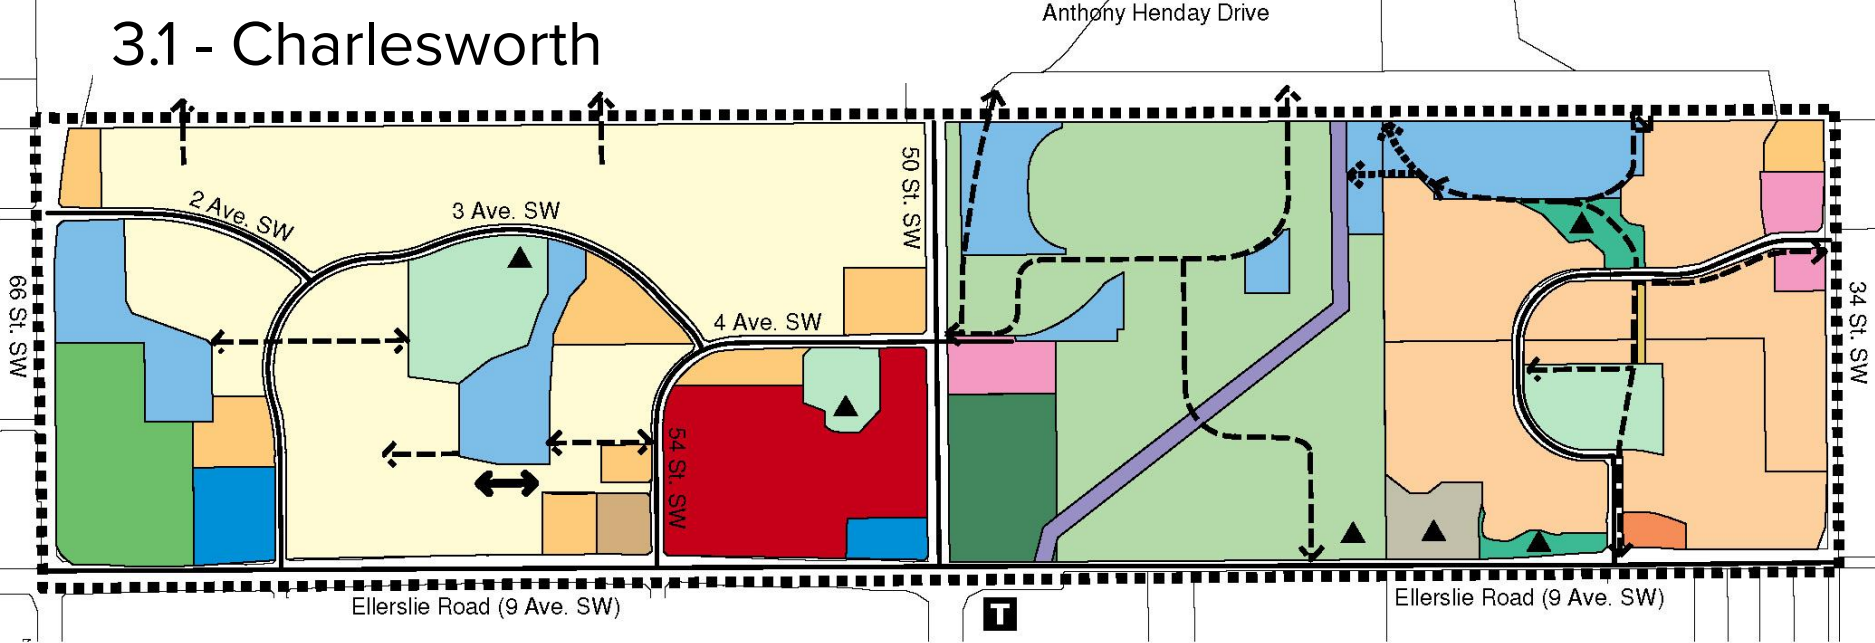 Anthony Henday Drive
3.1 - Charlesworth
50 St. SW
2 Ave. SW
3 Ave. SW
66 St. SW
34 St. SW
4 Ave. SW
54 St. SW
Ellerslie Road (9 Ave. SW)
Ellerslie Road (9 Ave. SW)
T